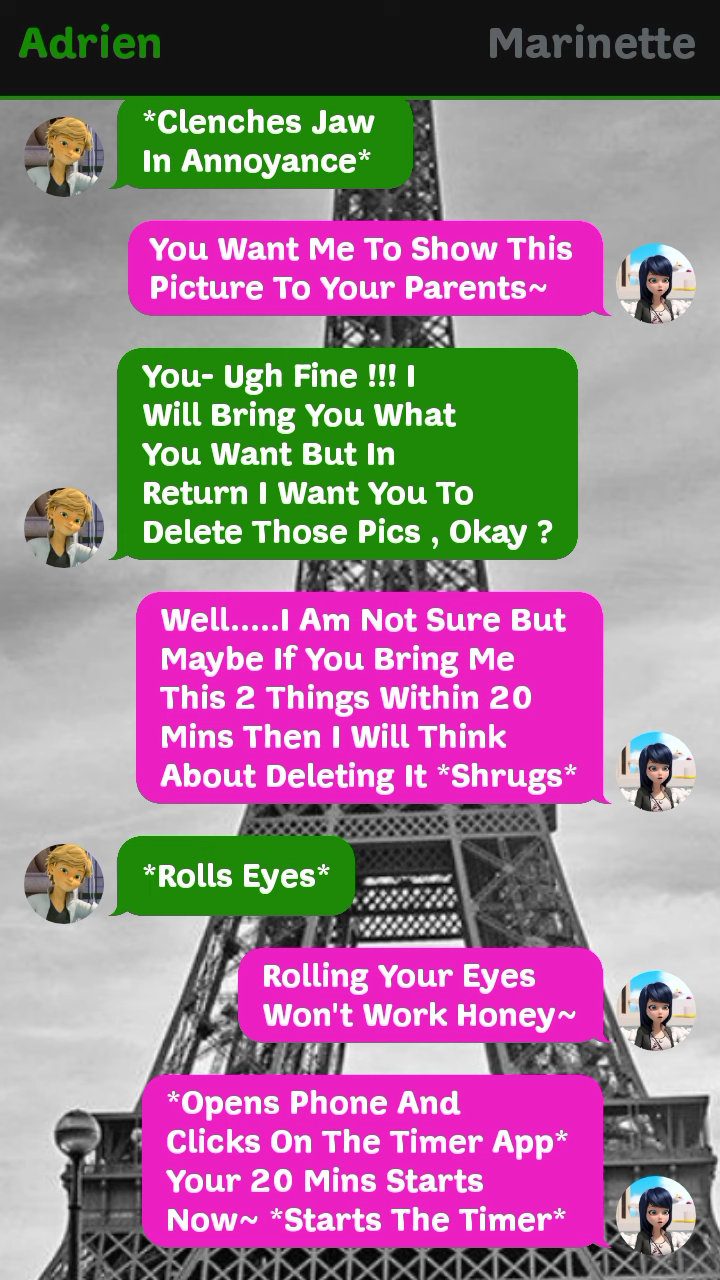 Adrien Marinette
*Clenches Jaw
In Annoyance*
You Want Me To Show This
Picture To Your Parents~
You- Ugh Fine !!! I
Will Bring You What
You Want But In
Return I Want You To
Delete Those Pics , Okay ?
Well.....I Am Not Sure But
Maybe If You Bring Me
This 2 Things Within 20
Mins Then I Will Think
About Deleting It *Shrugs*
*Rolls Eyes*
Rolling Your Eyes
Won't Work Honey~
*Opens Phone And
Clicks On The Timer App*
Your 20 Mins Starts
Now~ *Starts The Timer*